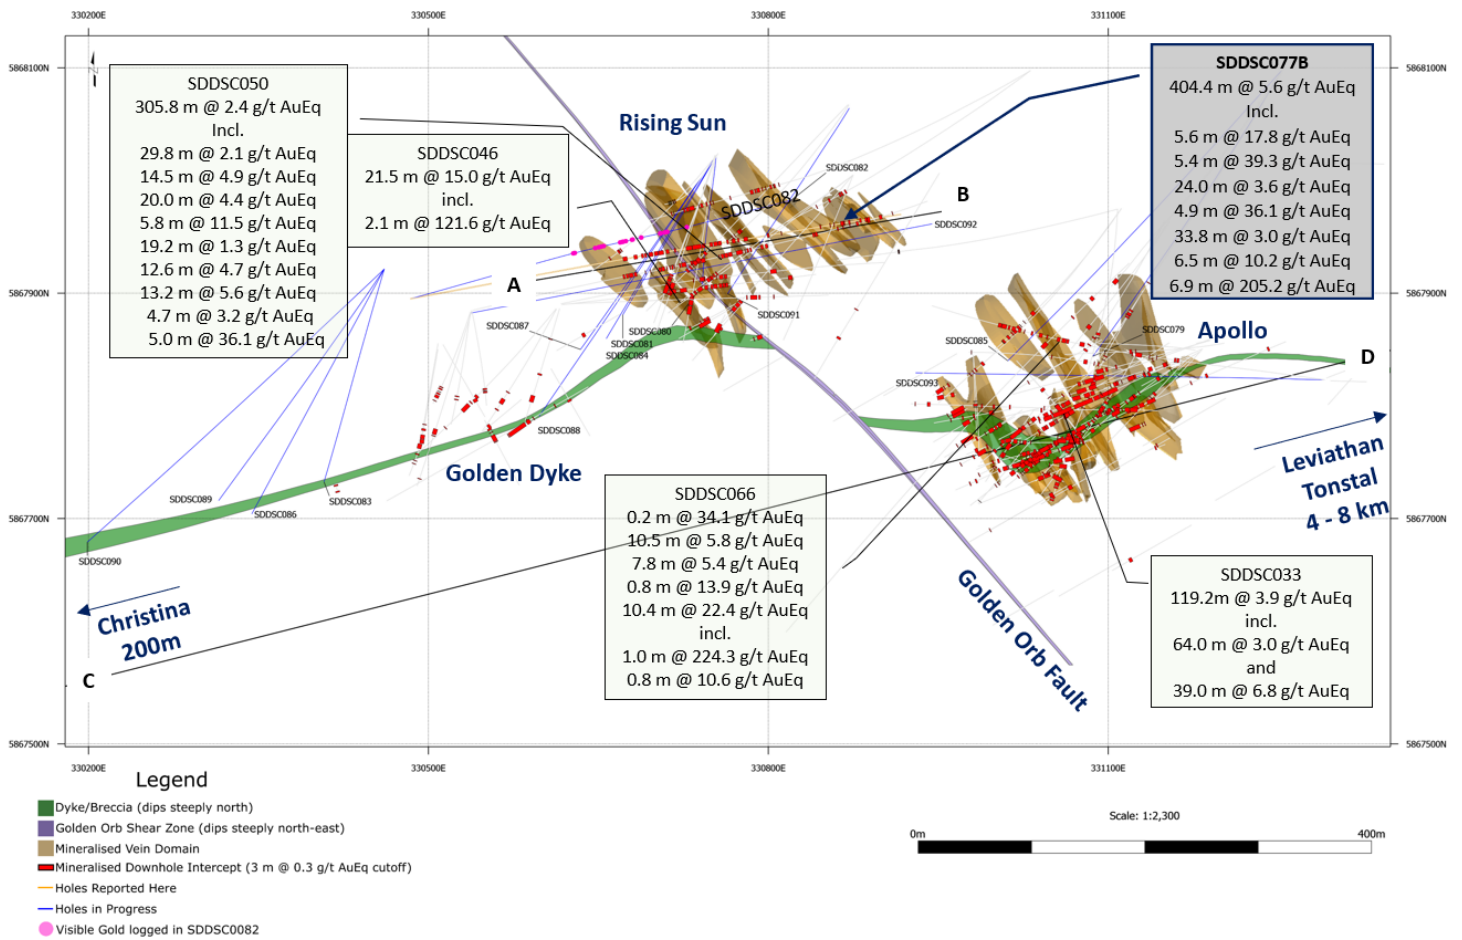 330200E
330500E
330800E
331100E
5868100N
5868100N
SDDSC050
305.8 m @ 2.4 g/t AuEq
Incl.
29.8 m @ 2.1 g/t AuEq
14.5 m @ 4.9 g/t AuEq
20.0 m @ 4.4 g/t AuEq
5.8 m @ 11.5 g/t AuEq
19.2 m @ 1.3 g/t AuEq
12.6 m @ 4.7 g/t AuEq
13.2 m @ 5.6 g/t AuEq
4.7 m @ 3.2 g/t AuEq
5.0 m @ 36.1 g/t AuEq
SDDSC046
21.5 m @ 15.0 g/t AuEq
incl.
2.1 m @ 121.6 g/t AuEq
Rising Sun
SDDSC077B
404.4 m @ 5.6 g/t AuEq
Incl.
5.6 m @ 17.8 g/t AuEq
5.4 m @ 39.3 g/t AuEq
24.0 m @ 3.6 g/t AuEq
4.9 m @ 36.1 g/t AuEq
33.8 m @ 3.0 g/t AuEq
6.5 m @ 10.2 g/t AuEq
6.9 m @ 205.2 g/t AuEq
SDDSC082
SDDSC082
B
SDDSC092
A
5867900N
5867900N
SDDSC091
SDDSC087
SDDSC080
SDDSC081
SDDSC084
SDDSC079
Apollo
SDDSC085
D
SDDSC093
SDDSC088
Golden Dyke
Leviathan
Tonstal
4 - 8 km
SDDSC089
SDDSC083
SDDSC086
5867700N
5867700N
SDDSC090
SDDSC066
0.2 m @ 34.1 g/t AuEq
10.5 m @ 5.8 g/t AuEq
7.8 m @ 5.4 g/t AuEq
0.8 m @ 13.9 g/t AuEq
10.4 m @ 22.4 g/t AuEq
incl.
1.0 m @ 224.3 g/t AuEq
0.8 m @ 10.6 g/t AuEq
Golden Orb Fault
SDDSC033
119.2m @ 3.9 g/t AuEq
incl.
64.0 m @ 3.0 g/t AuEq
and
39.0 m @ 6.8 g/t AuEq
Christina
200m
C
5867500N
5867500N
330200E
330500E
330800E
331100E
Legend
Dyke/Breccia (dips steeply north)
Golden Orb Shear Zone (dips steeply north-east)
Mineralised Vein Domain
Mineralised Downhole Intercept (3 m @ 0.3 g/t AuEq cutoff)
Holes Reported Here
Holes in Progress
Visible Gold logged in SDDSC0082
Scale: 1:2,300
0m
400m